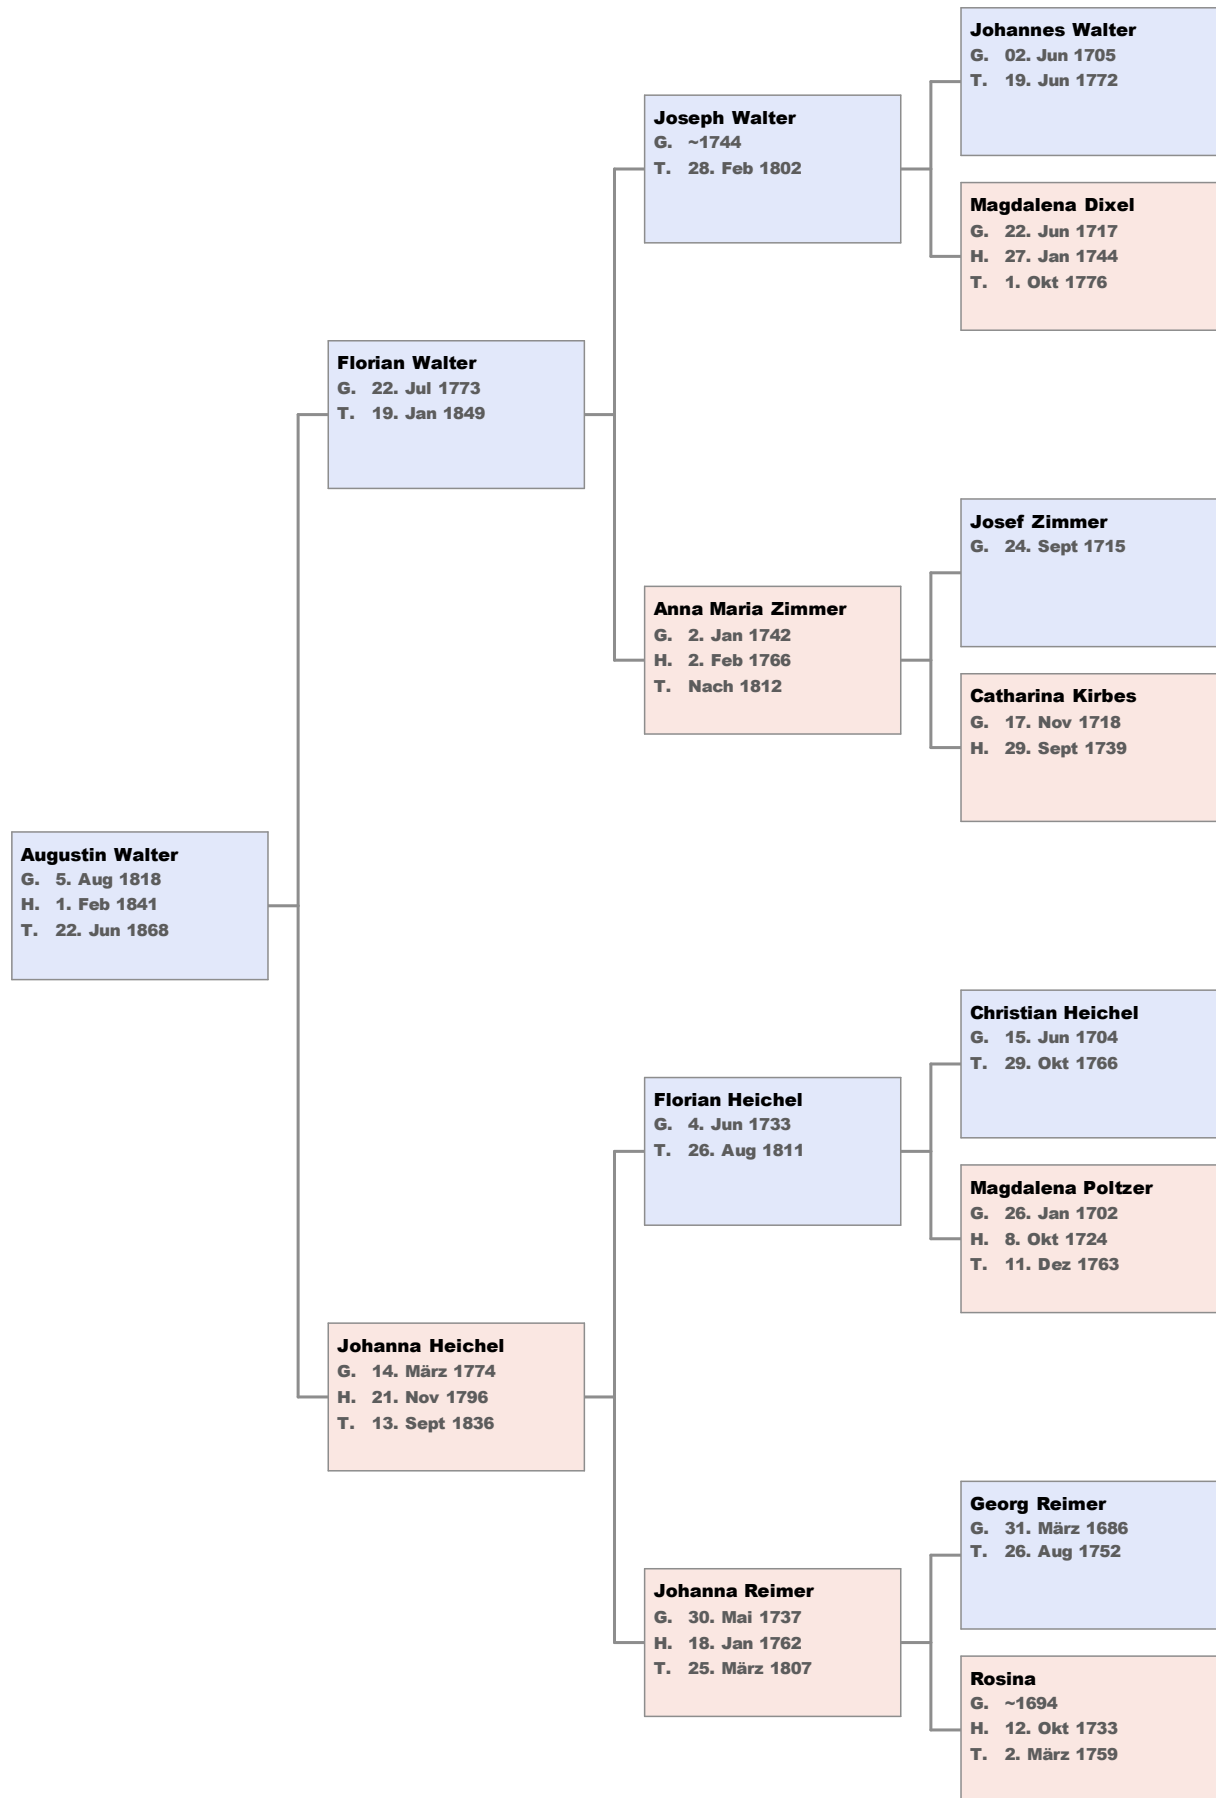 Johannes Walter
G. 02. Jun 1705
T. 19. Jun 1772
Joseph Walter
G. ~1744
T. 28. Feb 1802
Magdalena Dixel
G. 22. Jun 1717
H. 27. Jan 1744
T. 1. Okt 1776
Florian Walter
G. 22. Jul 1773
T. 19. Jan 1849
Josef Zimmer
G. 24. Sept 1715
Anna Maria Zimmer
G. 2. Jan 1742
H. 2. Feb 1766
T. Nach 1812
Catharina Kirbes
G. 17. Nov 1718
H. 29. Sept 1739
Augustin Walter
G. 5. Aug 1818
H. 1. Feb 1841
T. 22. Jun 1868
Christian Heichel
G. 15. Jun 1704
T. 29. Okt 1766
Florian Heichel
G. 4. Jun 1733
T. 26. Aug 1811
Magdalena Poltzer
G. 26. Jan 1702
H. 8. Okt 1724
T. 11. Dez 1763
Johanna Heichel
G. 14. März 1774
H. 21. Nov 1796
T. 13. Sept 1836
Georg Reimer
G. 31. März 1686
T. 26. Aug 1752
Johanna Reimer
G. 30. Mai 1737
H. 18. Jan 1762
T. 25. März 1807
Rosina
G. ~1694
H. 12. Okt 1733
T. 2. März 1759